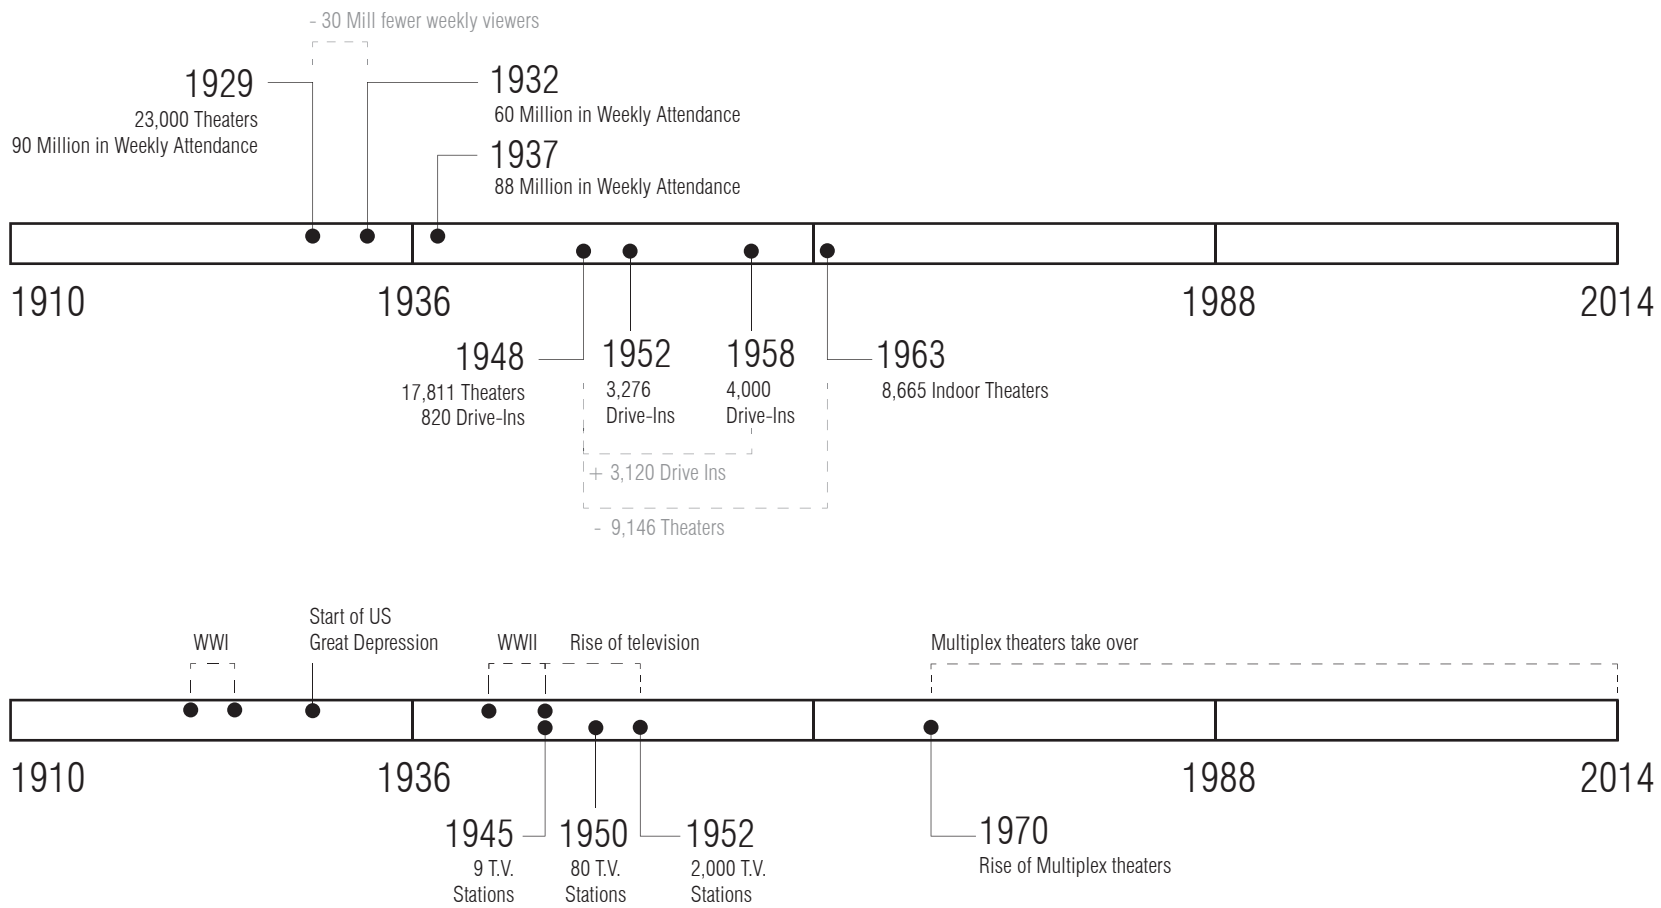 - 30 Mill fewer weekly viewers
1929
23,000 Theaters
90 Million in Weekly Attendance
1932
60 Million in Weekly Attendance
1937
88 Million in Weekly Attendance
1910
1936
1988
2014
1948
17,811 Theaters
820 Drive-Ins
1952
3,276
Drive-Ins
1958
4,000
Drive-Ins
1963
8,665 Indoor Theaters
+ 3,120 Drive Ins
- 9,146 Theaters
WWI
Start of US
Great Depression
WWII
Rise of television
Multiplex theaters take over
1910
1936
1988
2014
1945
9 T.V.
Stations
1950
80 T.V.
Stations
1952
2,000 T.V.
Stations
1970
Rise of Multiplex theaters